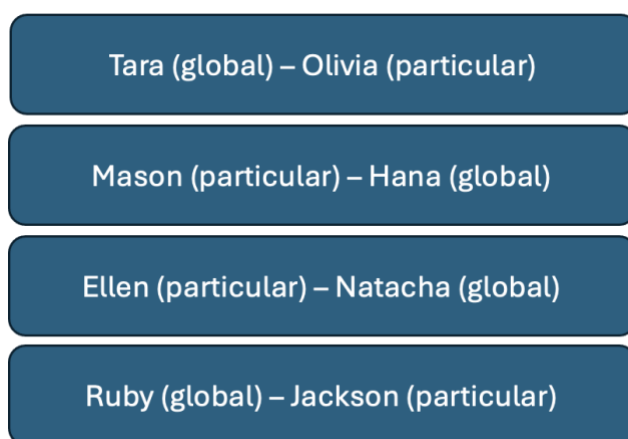 Tara (global) – Olivia (particular)
Mason (particular) – Hana (global)
Ellen (particular) – Natacha (global)
Ruby (global) – Jackson (particular)